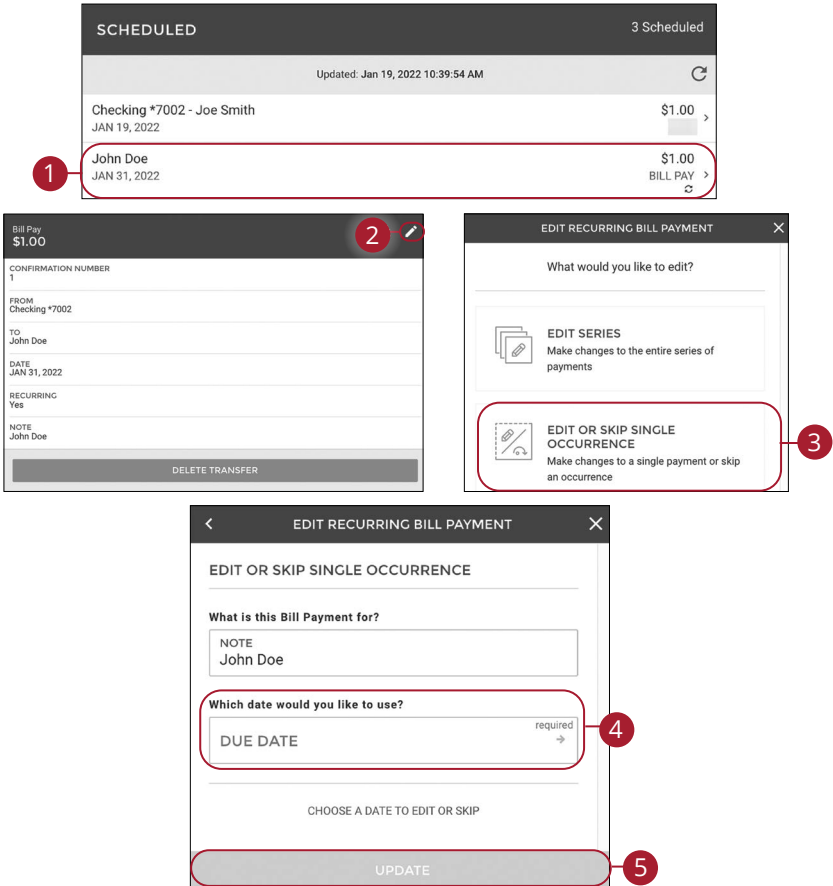 SCHEDULED
3 Scheduled
Updated: Jan 19, 2022 10:39:54 AM
Checking *7002 - Joe Smith
$1.00
JAN 19, 2022
1
John Doe
$1.00
JAN 31, 2022
BILL PAY
Bill Pay
$1.00
2
CONFIRMATION NUMBER
1
FROM
Checking *7002
TO
John Doe
DATE
JAN 31, 2022
RECURRING
Yes
NOTE
John Doe
DELETE TRANSFER
EDIT RECURRING BILL PAYMENT
What would you like to edit?
EDIT SERIES
Make changes to the entire series of
payments
EDIT OR SKIP SINGLE
OCCURRENCE
Make changes to a single payment or skip
an occurrence
3
EDIT RECURRING BILL PAYMENT
EDIT OR SKIP SINGLE OCCURRENCE
What is this Bill Payment for?
NOTE
John Doe
Which date would you like to use?
required
DUE DATE
4
CHOOSE A DATE TO EDIT OR SKIP
UPDATE
5